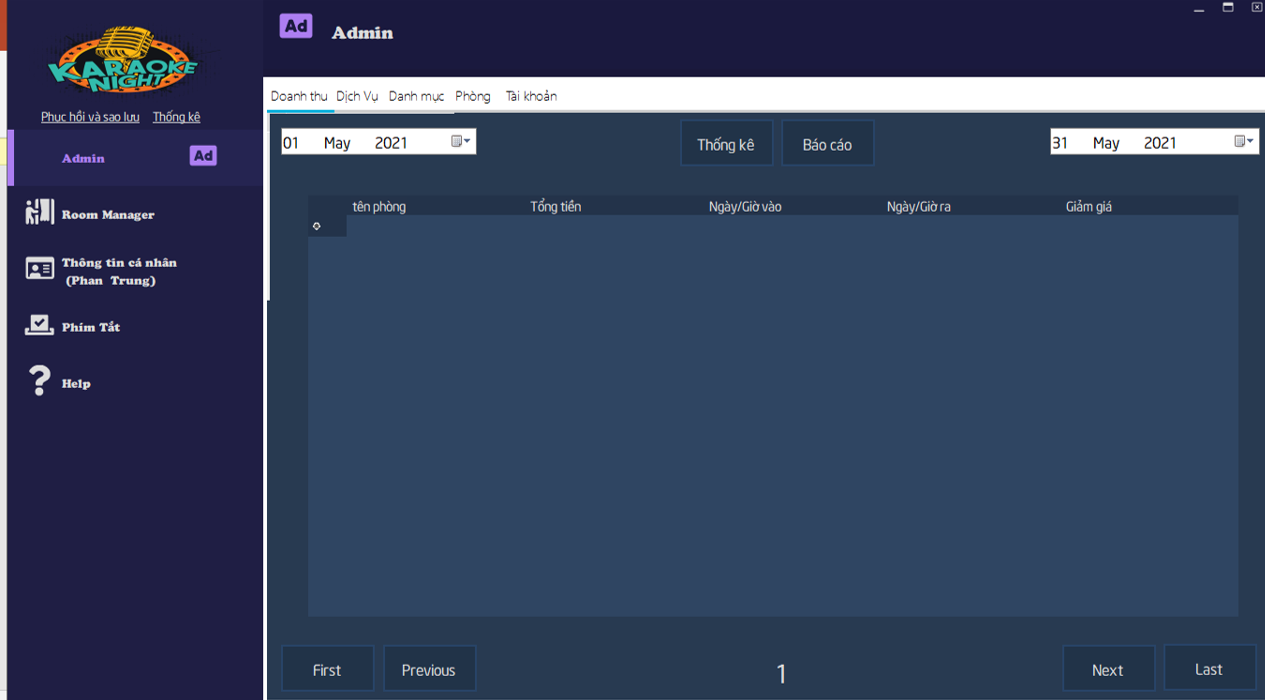 KARAOKE
NIGHT
Phục hồi và sao lưu Thống kê
Admin Ad
Room Manager
Thông tin cá nhân
(Phan Trung)
Phím Tắt
Help
Ad Admin
Doanh thu Dịch Vụ Danh mục Phòng Tài khoản
01 May 2021 Thống kê Báo cáo 31 May 2021
tên phòng Tổng tiền Ngày/Giờ vào Ngày/Giờ ra Giảm giá
First Previous 1 Next Last